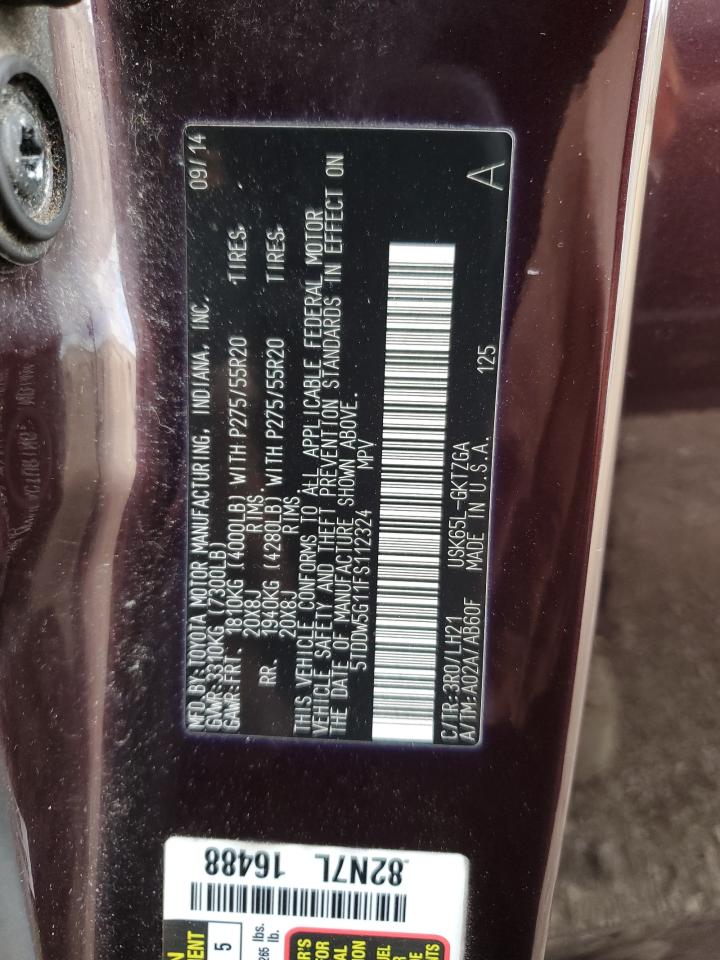 MFD BY: TOYOTA MOTOR MANUFACTURING, INDIANA, INC. 09/14
GVWR: 3310KG (7300LB)
GAWR: FRT. 1810KG (4000LB) WITH P275/55R20 TIRES,
20X8J RIMS
RR. 1940KG (4280LB) WITH P275/55R20 TIRES,
20X8J RIMS
THIS VEHICLE CONFORMS TO ALL APPLICABLE FEDERAL MOTOR
VEHICLE SAFETY AND THEFT PREVENTION STANDARDS IN EFFECT ON
THE DATE OF MANUFACTURE SHOWN ABOVE.
5TDDW5G11FS112324 MPV
C/TR: 3R0/LH21 USK65L-GKTZGA A
A/TM: A02A/AB60F MADE IN U.S.A. 125
82N7L 16488
5
265 lbs.